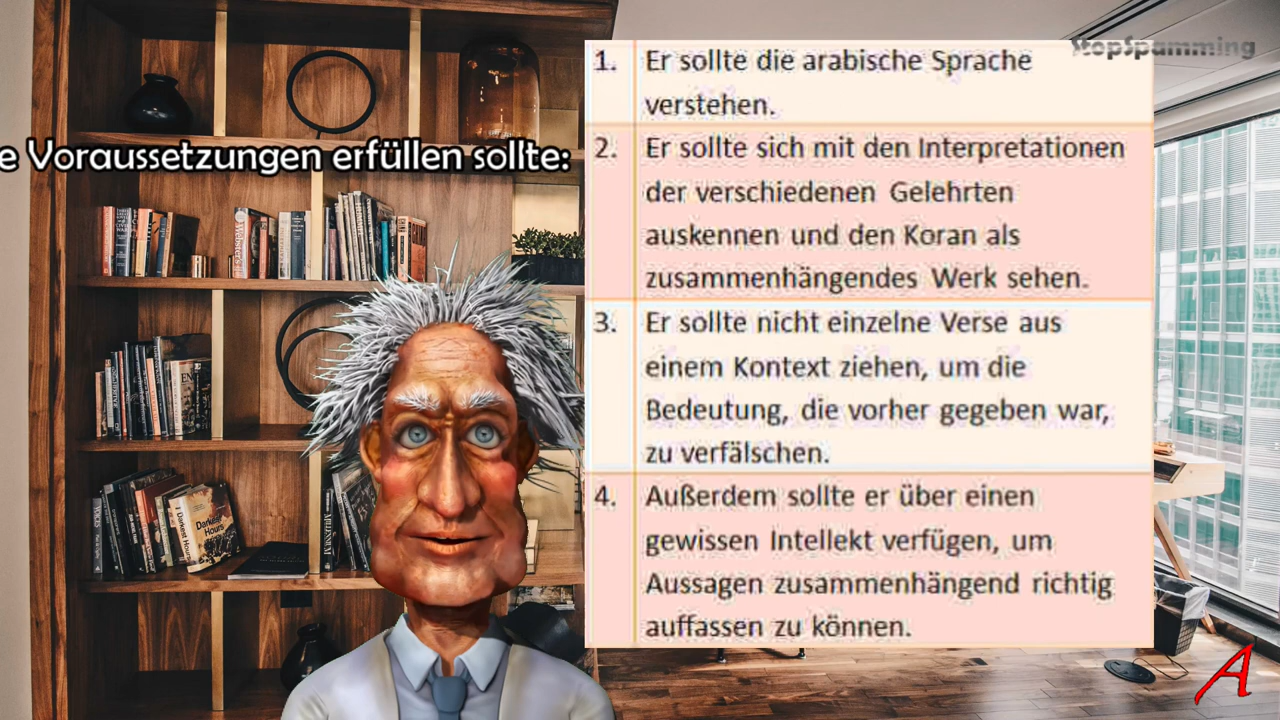 StopSpamming
e Voraussetzungen erfüllen sollte:
1. Er sollte die arabische Sprache
verstehen.
2. Er sollte sich mit den Interpretationen
der verschiedenen Gelehrten
auskennen und den Koran als
zusammenhängendes Werk sehen.
3. Er sollte nicht einzelne Verse aus
einem Kontext ziehen, um die
Bedeutung, die vorher gegeben war,
zu verfälschen.
4. Außerdem sollte er über einen
gewissen Intellekt verfügen, um
Aussagen zusammenhängend richtig
auffassen zu können.
Darkest
Hours
A